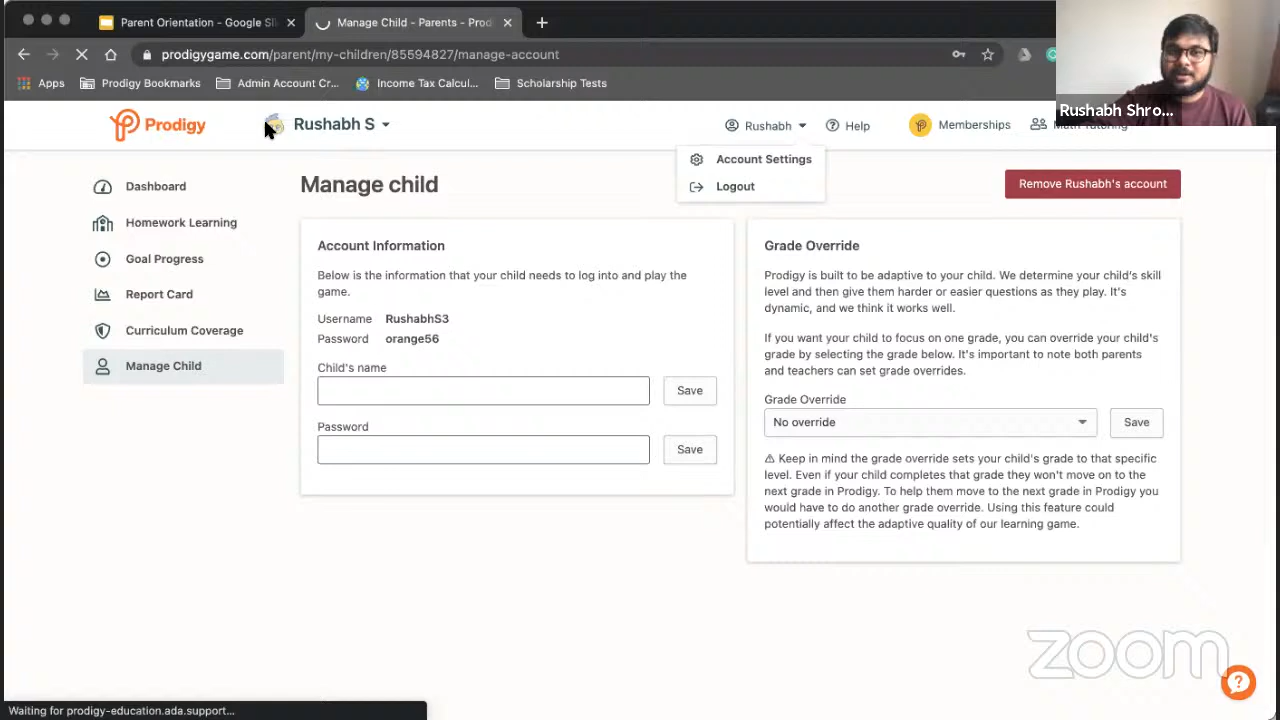 Parent Orientation - Google Sl
Manage Child - Parents - Prod
prodigygame.com/parent/my-children/85594827/manage-account
Apps
Prodigy Bookmarks
Admin Account Cr...
Income Tax Calcul...
Scholarship Tests
Rushabh Shro...
Prodigy
Rushabh S
Rushabh
Help
Memberships
Math Tutoring
Account Settings
Logout
Dashboard
Homework Learning
Goal Progress
Report Card
Curriculum Coverage
Manage Child
Manage child
Remove Rushabh's account
Account Information
Below is the information that your child needs to log into and play the
game.
Username RushabhS3
Password orange56
Child's name
Save
Password
Save
Grade Override
Prodigy is built to be adaptive to your child. We determine your child's skill
level and then give them harder or easier questions as they play. It's
dynamic, and we think it works well.
If you want your child to focus on one grade, you can override your child's
grade by selecting the grade below. It's important to note both parents
and teachers can set grade overrides.
Grade Override
No override
Save
⚠ Keep in mind the grade override sets your child's grade to that specific
level. Even if your child completes that grade they won't move on to the
next grade in Prodigy. To help them move to the next grade in Prodigy you
would have to do another grade override. Using this feature could
potentially affect the adaptive quality of our learning game.
zoom
Waiting for prodigy-education.ada.support...